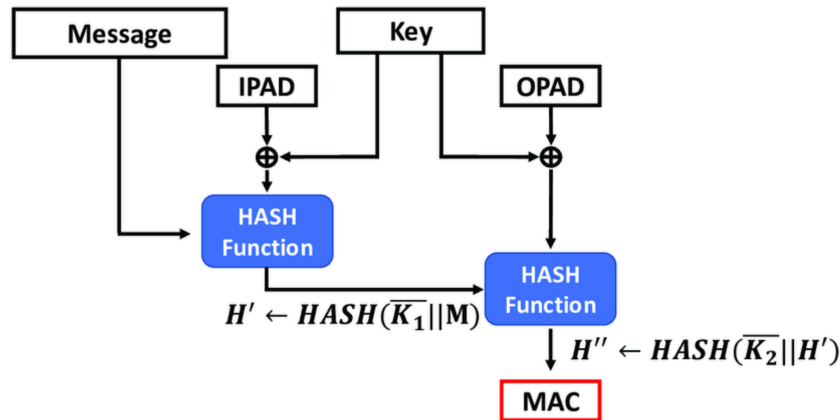 Message
Key
IPAD
OPAD
⊕
⊕
HASH
Function
HASH
Function
H′ ← HASH(K̅₁||M)
H″ ← HASH(K̅₂||H′)
MAC